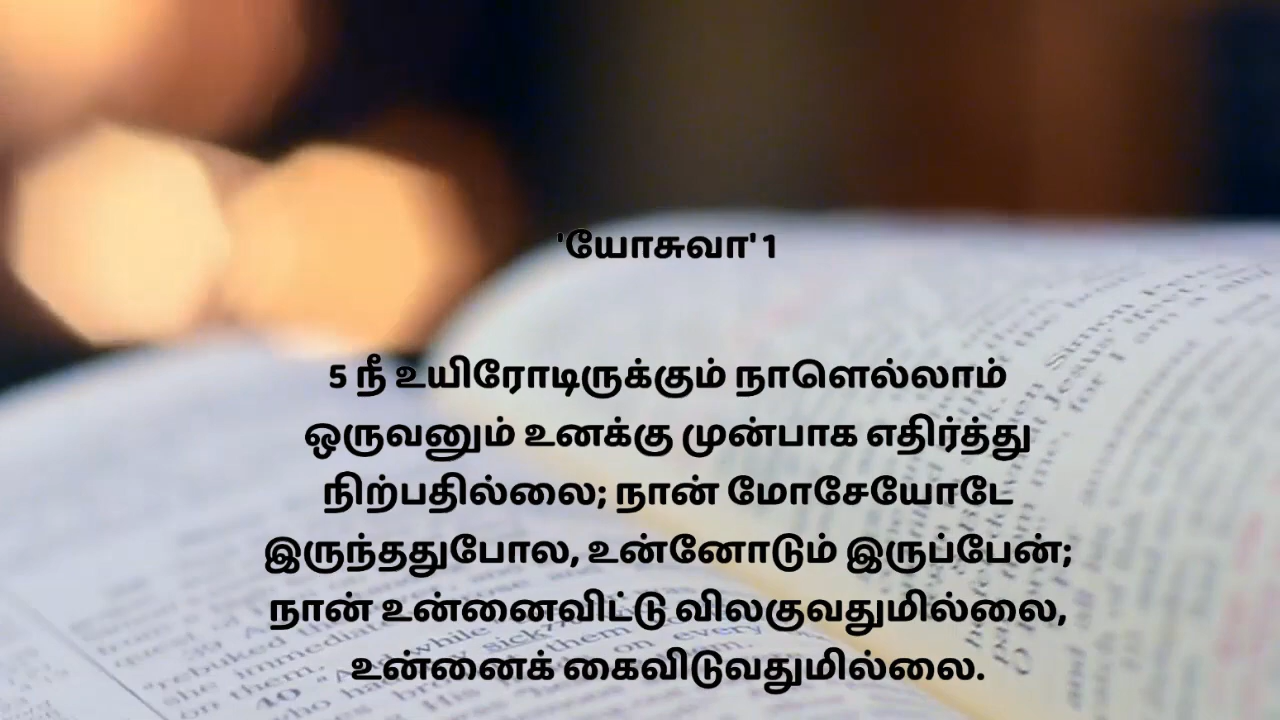 'யோசுவா' 1
5 நீ உயிரோடிருக்கும் நாளெல்லாம்
ஒருவனும் உனக்கு முன்பாக எதிர்த்து
நிற்பதில்லை; நான் மோசேயோடே
இருந்ததுபோல, உன்னோடும் இருப்பேன்;
நான் உன்னைவிட்டு விலகுவதுமில்லை,
உன்னைக் கைவிடுவதுமில்லை.